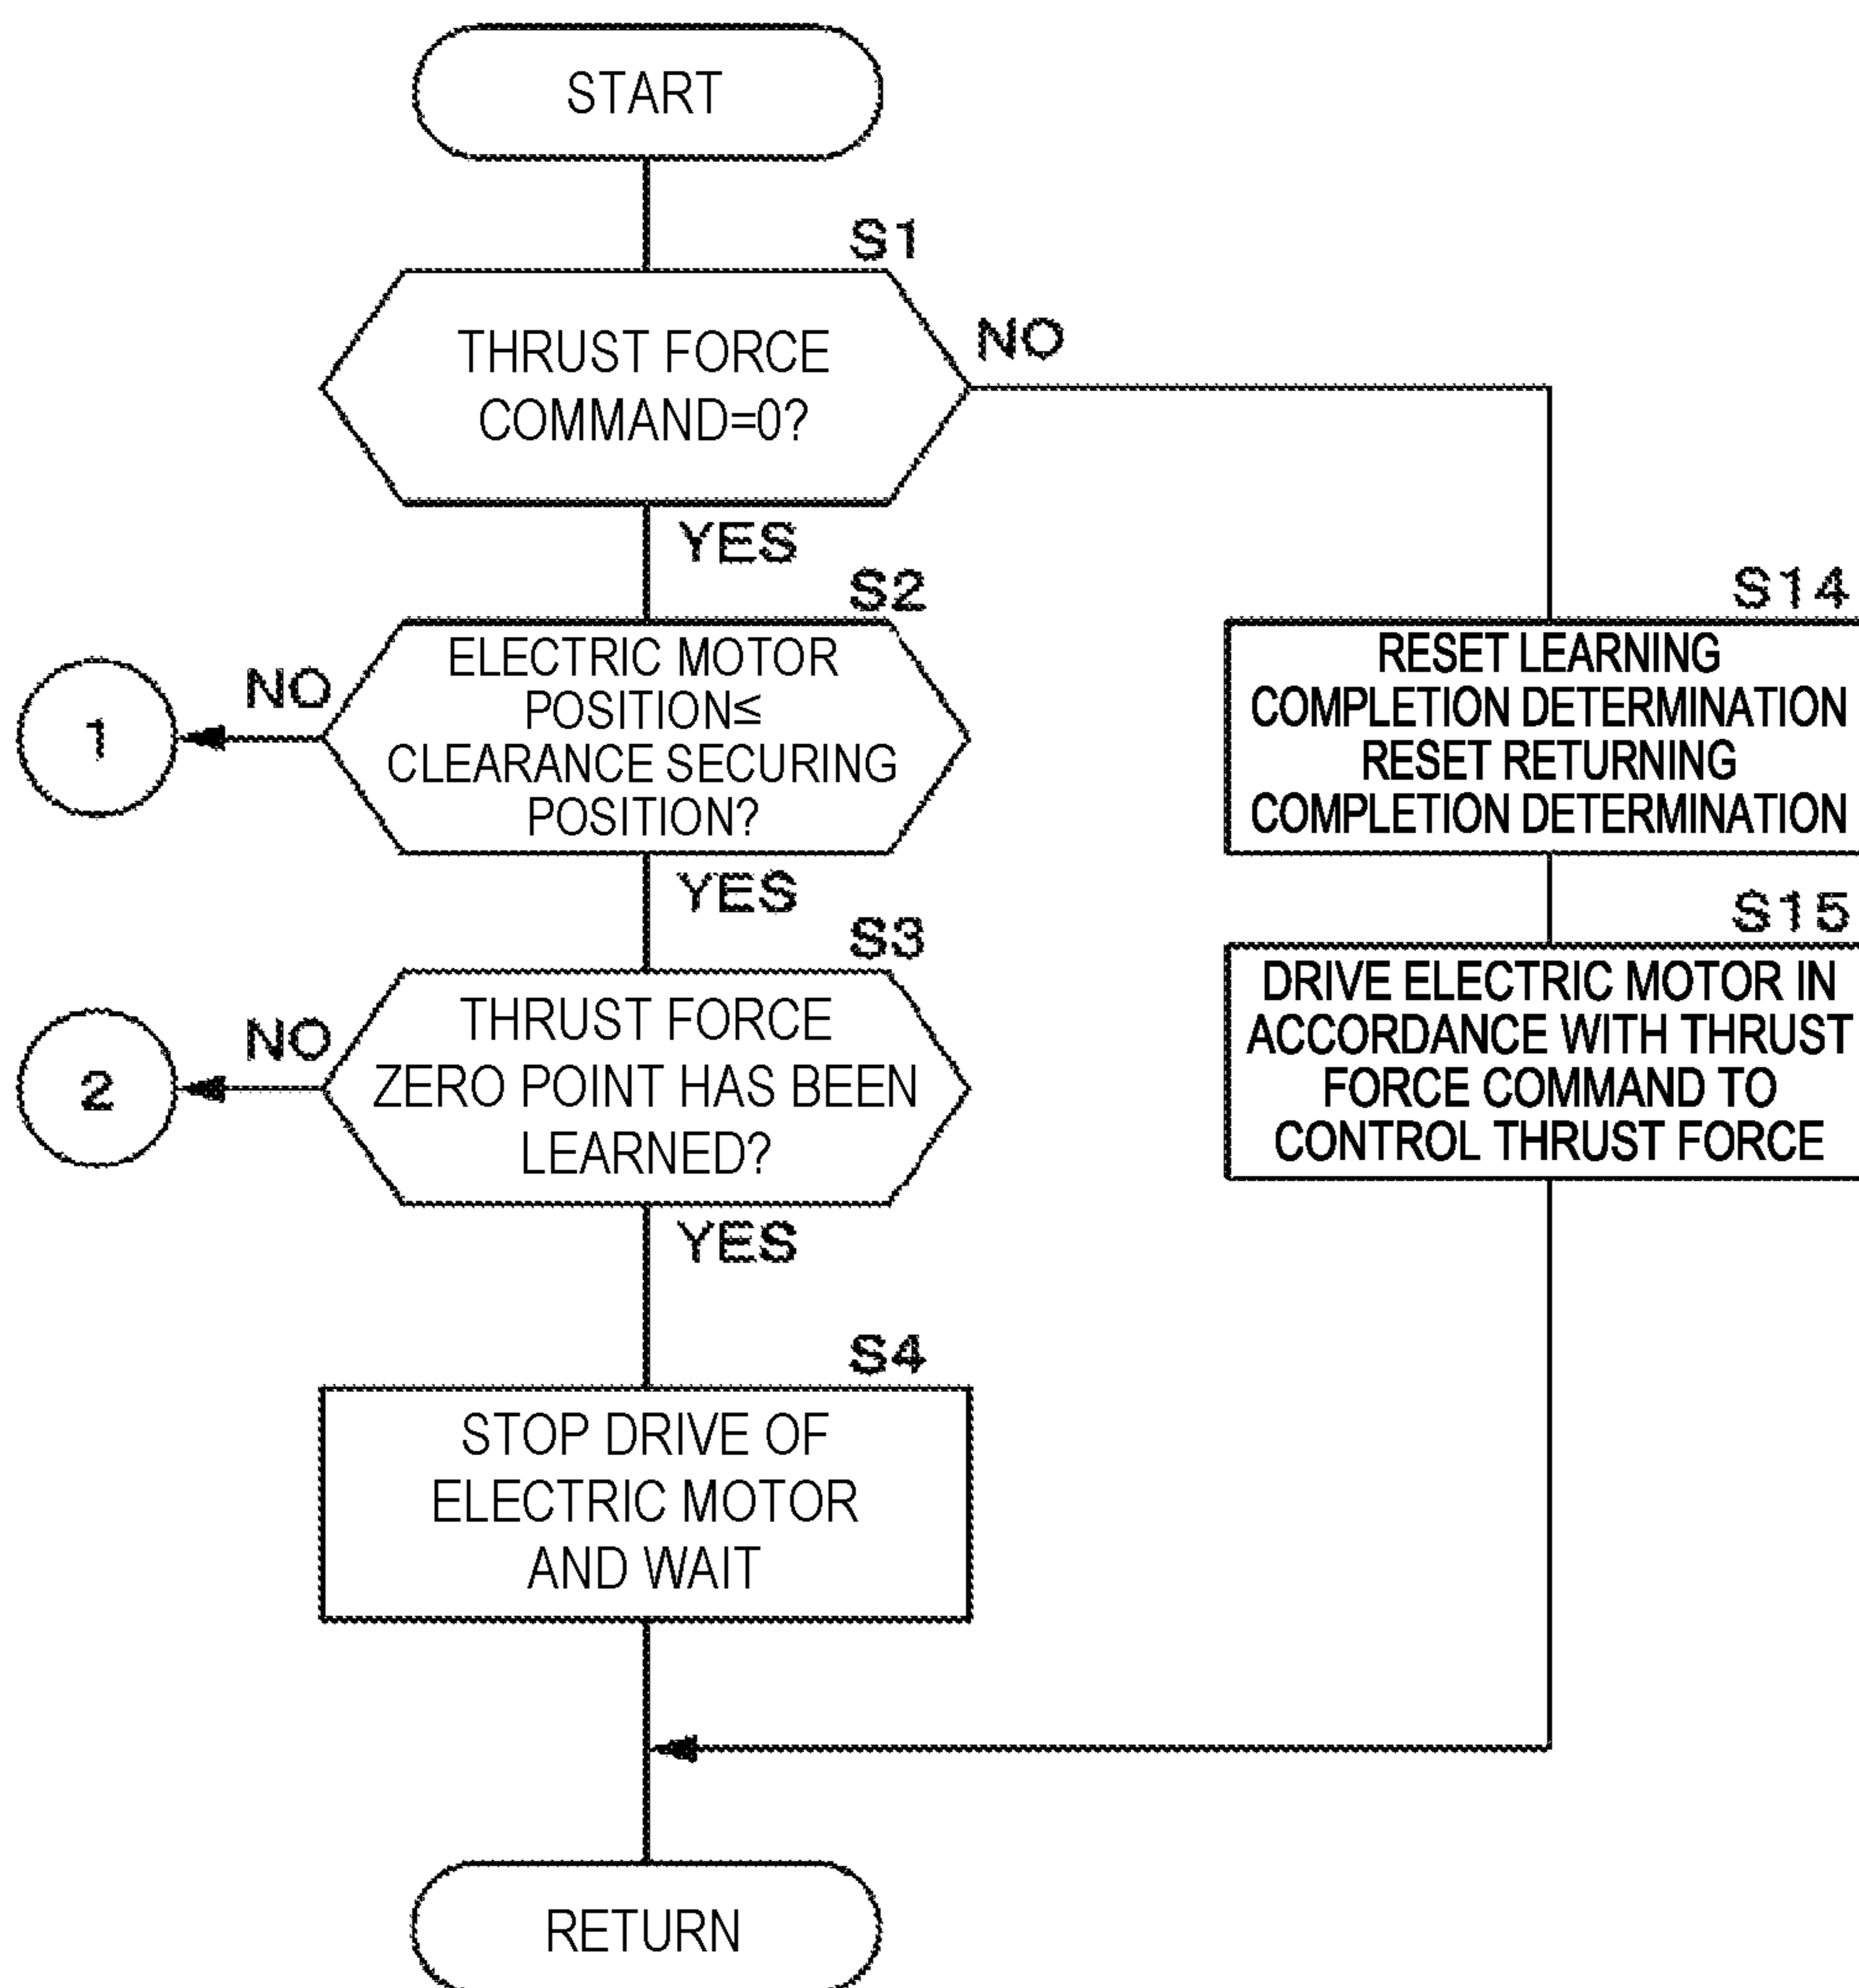 START
S1
THRUST FORCE
COMMAND=0?
NO
YES
S2
ELECTRIC MOTOR
POSITION≤
CLEARANCE SECURING
POSITION?
NO
1
YES
S3
THRUST FORCE
ZERO POINT HAS BEEN
LEARNED?
NO
2
YES
S4
STOP DRIVE OF
ELECTRIC MOTOR
AND WAIT
S14
RESET LEARNING
COMPLETION DETERMINATION
RESET RETURNING
COMPLETION DETERMINATION
S15
DRIVE ELECTRIC MOTOR IN
ACCORDANCE WITH THRUST
FORCE COMMAND TO
CONTROL THRUST FORCE
RETURN